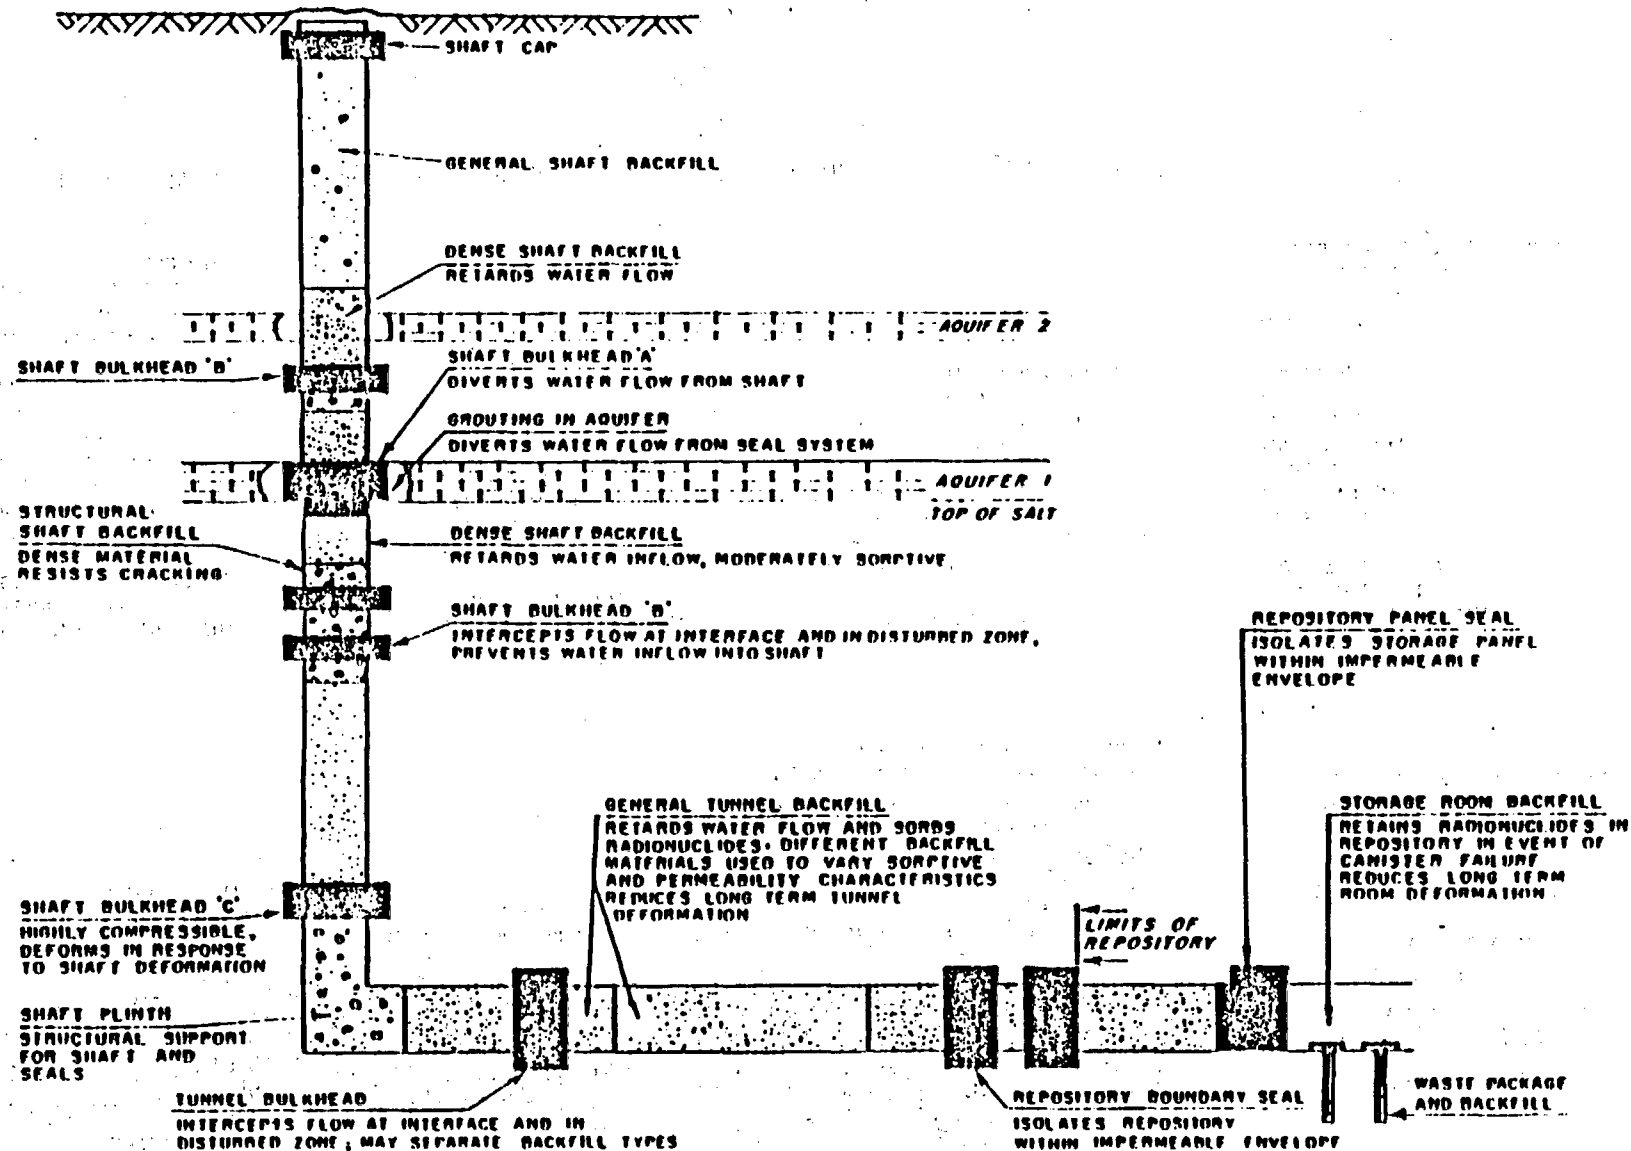 SHAFT CAP
GENERAL SHAFT BACKFILL
DENSE SHAFT BACKFILL
RETARDS WATER FLOW
AQUIFER 2
SHAFT BULKHEAD 'B'
SHAFT BULKHEAD 'A'
DIVERTS WATER FLOW FROM SHAFT
GROUTING IN AQUIFER
DIVERTS WATER FLOW FROM SEAL SYSTEM
AQUIFER 1
TOP OF SALT
STRUCTURAL
SHAFT BACKFILL
DENSE MATERIAL
RESISTS CRACKING
DENSE SHAFT BACKFILL
RETARDS WATER INFLOW, MODERATELY SORPTIVE
SHAFT BULKHEAD 'B'
INTERCEPTS FLOW AT INTERFACE AND IN DISTURBED ZONE,
PREVENTS WATER INFLOW INTO SHAFT
REPOSITORY PANEL SEAL
ISOLATES STORAGE PANEL
WITHIN IMPERMEABLE
ENVELOPE
GENERAL TUNNEL BACKFILL
RETARDS WATER FLOW AND SORBS
RADIONUCLIDES. DIFFERENT BACKFILL
MATERIALS USED TO VARY SORPTIVE
AND PERMEABILITY CHARACTERISTICS
REDUCES LONG TERM TUNNEL
DEFORMATION
STORAGE ROOM BACKFILL
RETAINS RADIONUCLIDES IN
REPOSITORY IN EVENT OF
CANISTER FAILURE
REDUCES LONG TERM
ROOM DEFORMATION
SHAFT BULKHEAD 'C'
HIGHLY COMPRESSIBLE,
DEFORMS IN RESPONSE
TO SHAFT DEFORMATION
LIMITS OF
REPOSITORY
SHAFT PLINTH
STRUCTURAL SUPPORT
FOR SHAFT AND
SEALS
TUNNEL BULKHEAD
INTERCEPTS FLOW AT INTERFACE AND IN
DISTURBED ZONE; MAY SEPARATE BACKFILL TYPES
REPOSITORY BOUNDARY SEAL
ISOLATES REPOSITORY
WITHIN IMPERMEABLE ENVELOPE
WASTE PACKAGE
AND BACKFILL